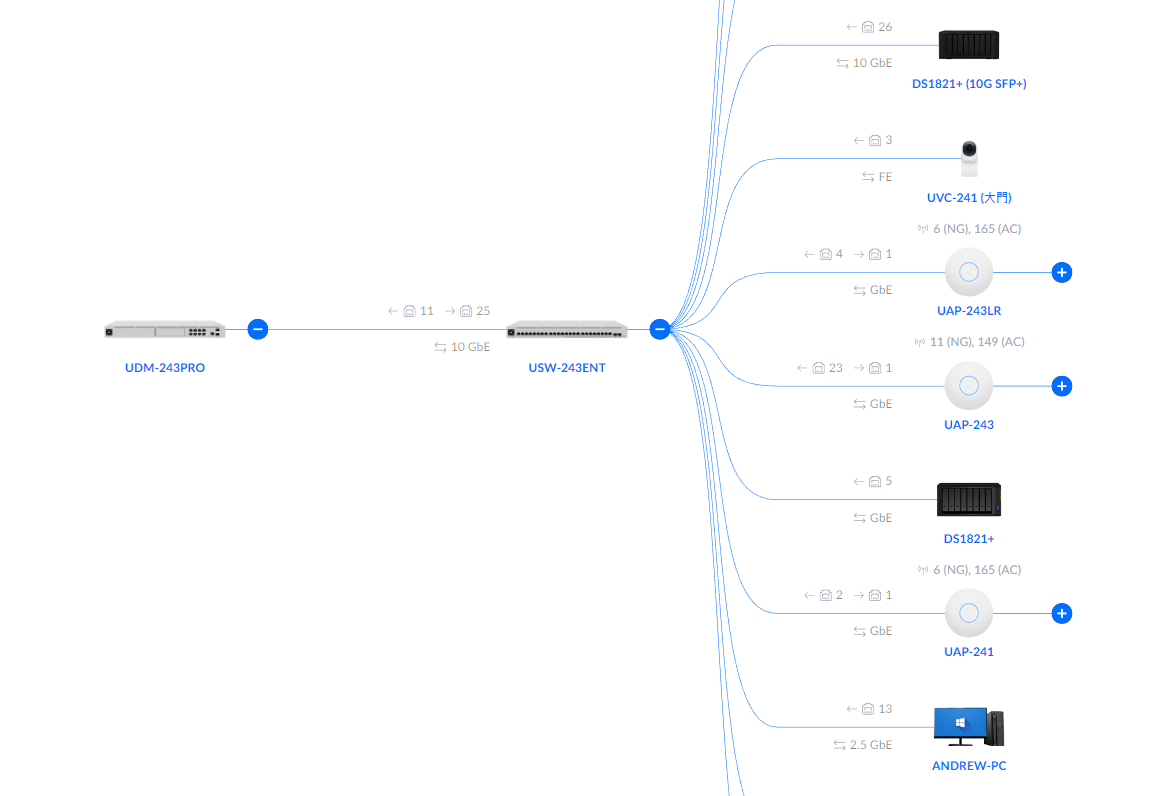 26
10 GbE
DS1821+ (10G SFP+)
3
FE
UVC-241 (大門)
6 (NG), 165 (AC)
4 1
GbE
UAP-243LR
11 25
10 GbE
UDM-243PRO
USW-243ENT
11 (NG), 149 (AC)
23 1
GbE
UAP-243
5
GbE
DS1821+
6 (NG), 165 (AC)
2 1
GbE
UAP-241
13
2.5 GbE
ANDREW-PC